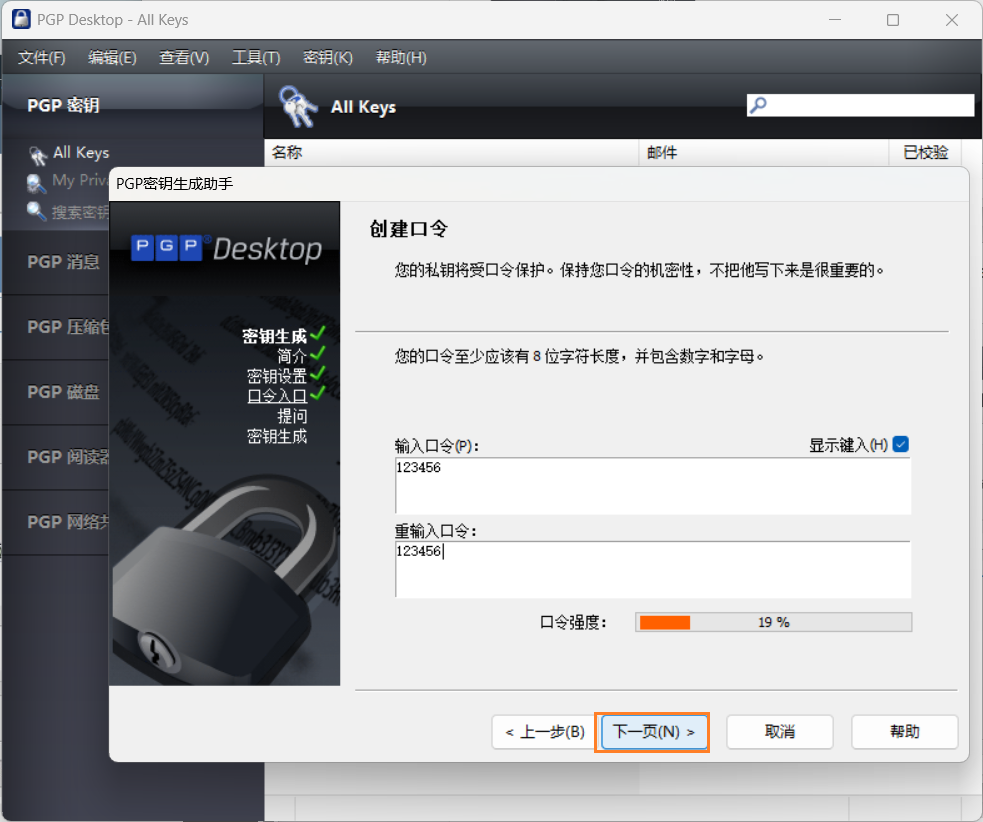 PGP Desktop - All Keys
文件(F) 编辑(E) 查看(V) 工具(T) 密钥(K) 帮助(H)
PGP 密钥
All Keys
名称 邮件 已校验
All Keys
My Priv
搜索密钥
PGP 消息
PGP 压缩包
PGP 磁盘
PGP 阅读器
PGP 网络共
PGP密钥生成助手
PGP® Desktop
密钥生成
简介
密钥设置
口令入口
提问
密钥生成
创建口令
您的私钥将受口令保护。保持您口令的机密性，不把他写下来是很重要的。
您的口令至少应该有 8 位字符长度，并包含数字和字母。
输入口令(P): 显示键入(H)
123456
重输入口令:
123456
口令强度: 19 %
< 上一步(B) 下一页(N) > 取消 帮助